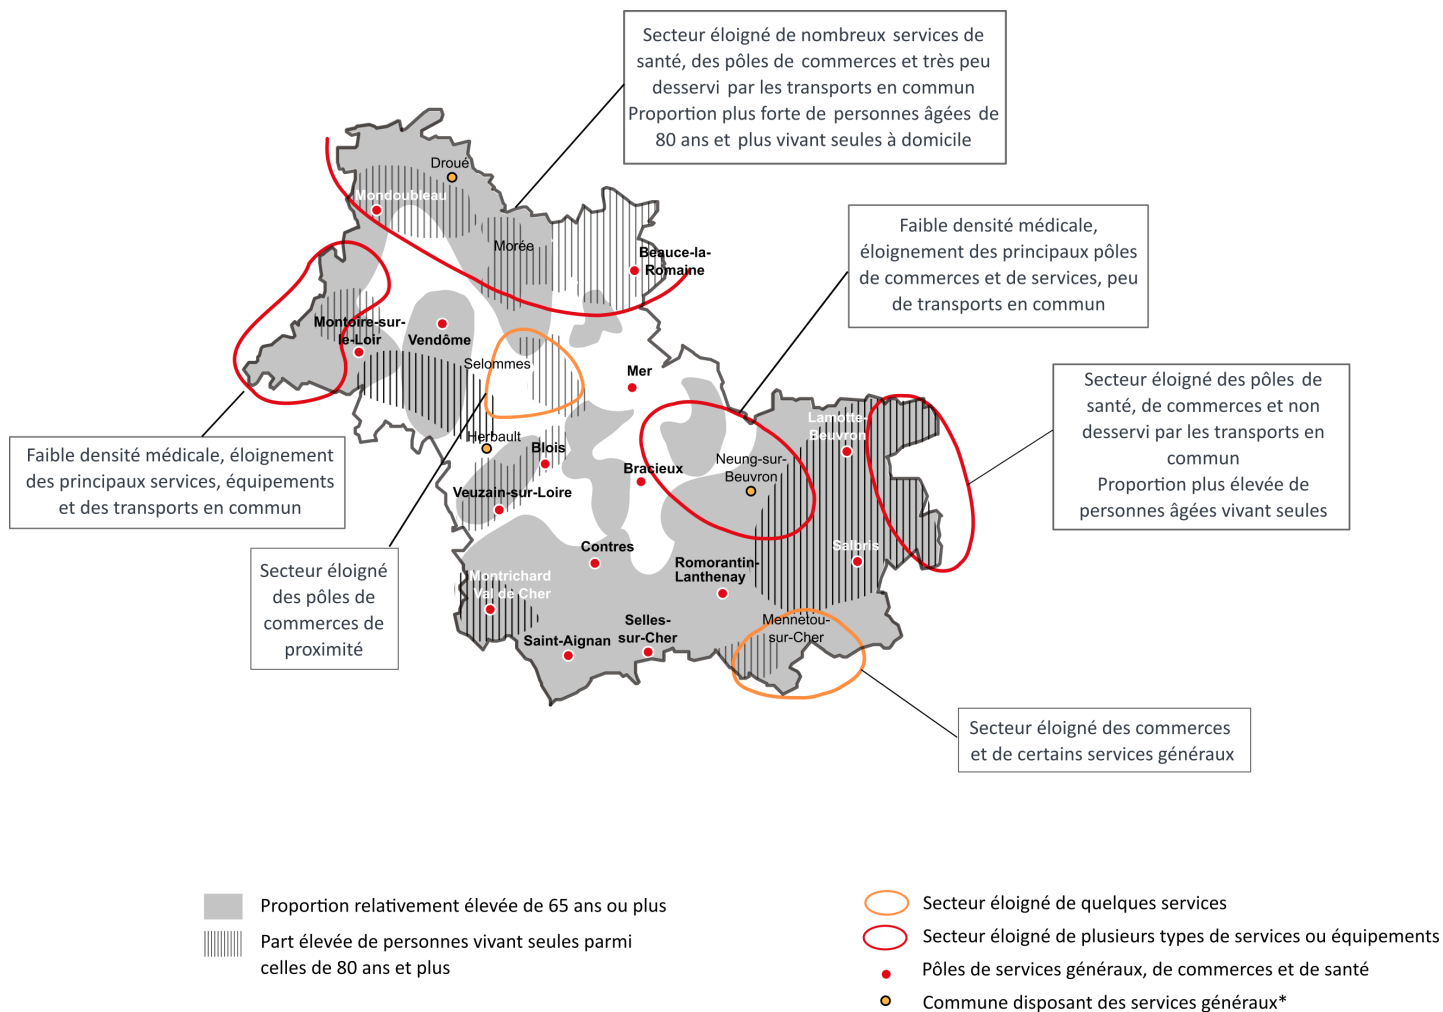 Secteur éloigné de nombreux services de
santé, des pôles de commerces et très peu
desservi par les transports en commun
Proportion plus forte de personnes âgées de
80 ans et plus vivant seules à domicile
Faible densité médicale,
éloignement des principaux pôles
de commerces et de services, peu
de transports en commun
Secteur éloigné des pôles de
santé, de commerces et non
desservi par les transports en
commun
Proportion plus élevée de
personnes âgées vivant seules
Faible densité médicale, éloignement
des principaux services, équipements
et des transports en commun
Secteur éloigné
des pôles de
commerces de
proximité
Secteur éloigné des commerces
et de certains services généraux
Droué
Mondoubleau
Morée
Beauce-la-
Romaine
Montoire-sur-
le-Loir
Vendôme
Selommes
Mer
Herbault
Blois
Veuzain-sur-Loire
Bracieux
Neung-sur-
Beuvron
Lamotte-
Beuvron
Contres
Romorantin-
Lanthenay
Salbris
Montrichard
Val de Cher
Saint-Aignan
Selles-
sur-Cher
Mennetou-
sur-Cher
Proportion relativement élevée de 65 ans ou plus
Part élevée de personnes vivant seules parmi
celles de 80 ans et plus
Secteur éloigné de quelques services
Secteur éloigné de plusieurs types de services ou équipements
Pôles de services généraux, de commerces et de santé
Commune disposant des services généraux*